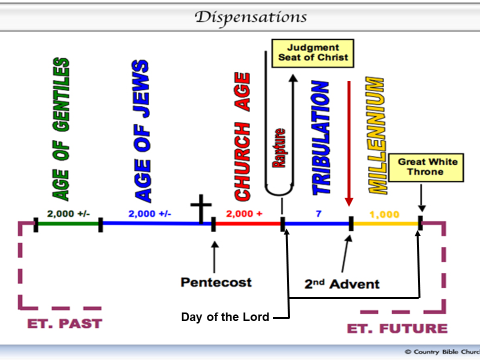 Dispensations
Judgment
Seat of Christ
AGE OF GENTILES
AGE OF JEWS
CHURCH AGE
Rapture
TRIBULATION
MILLENNIUM
Great White
Throne
2,000 +/-
2,000 +/-
2,000 +
7
1,000
Pentecost
2nd Advent
Day of the Lord
ET. PAST
ET. FUTURE
© Country Bible Church